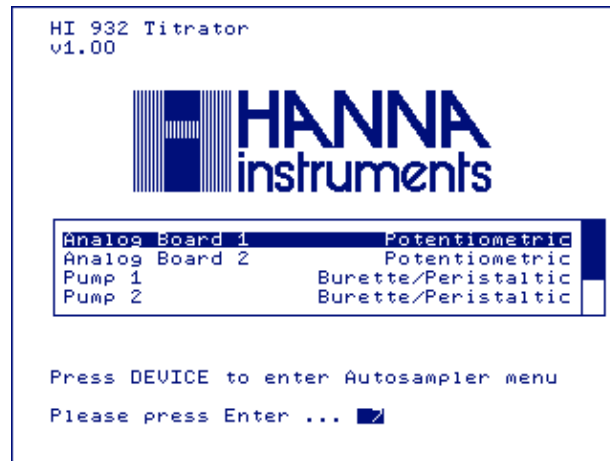 HI 932 Titrator
v1.00
HANNA
instruments
Analog Board 1 Potentiometric
Analog Board 2 Potentiometric
Pump 1 Burette/Peristaltic
Pump 2 Burette/Peristaltic
Press DEVICE to enter Autosampler menu
Please press Enter ...